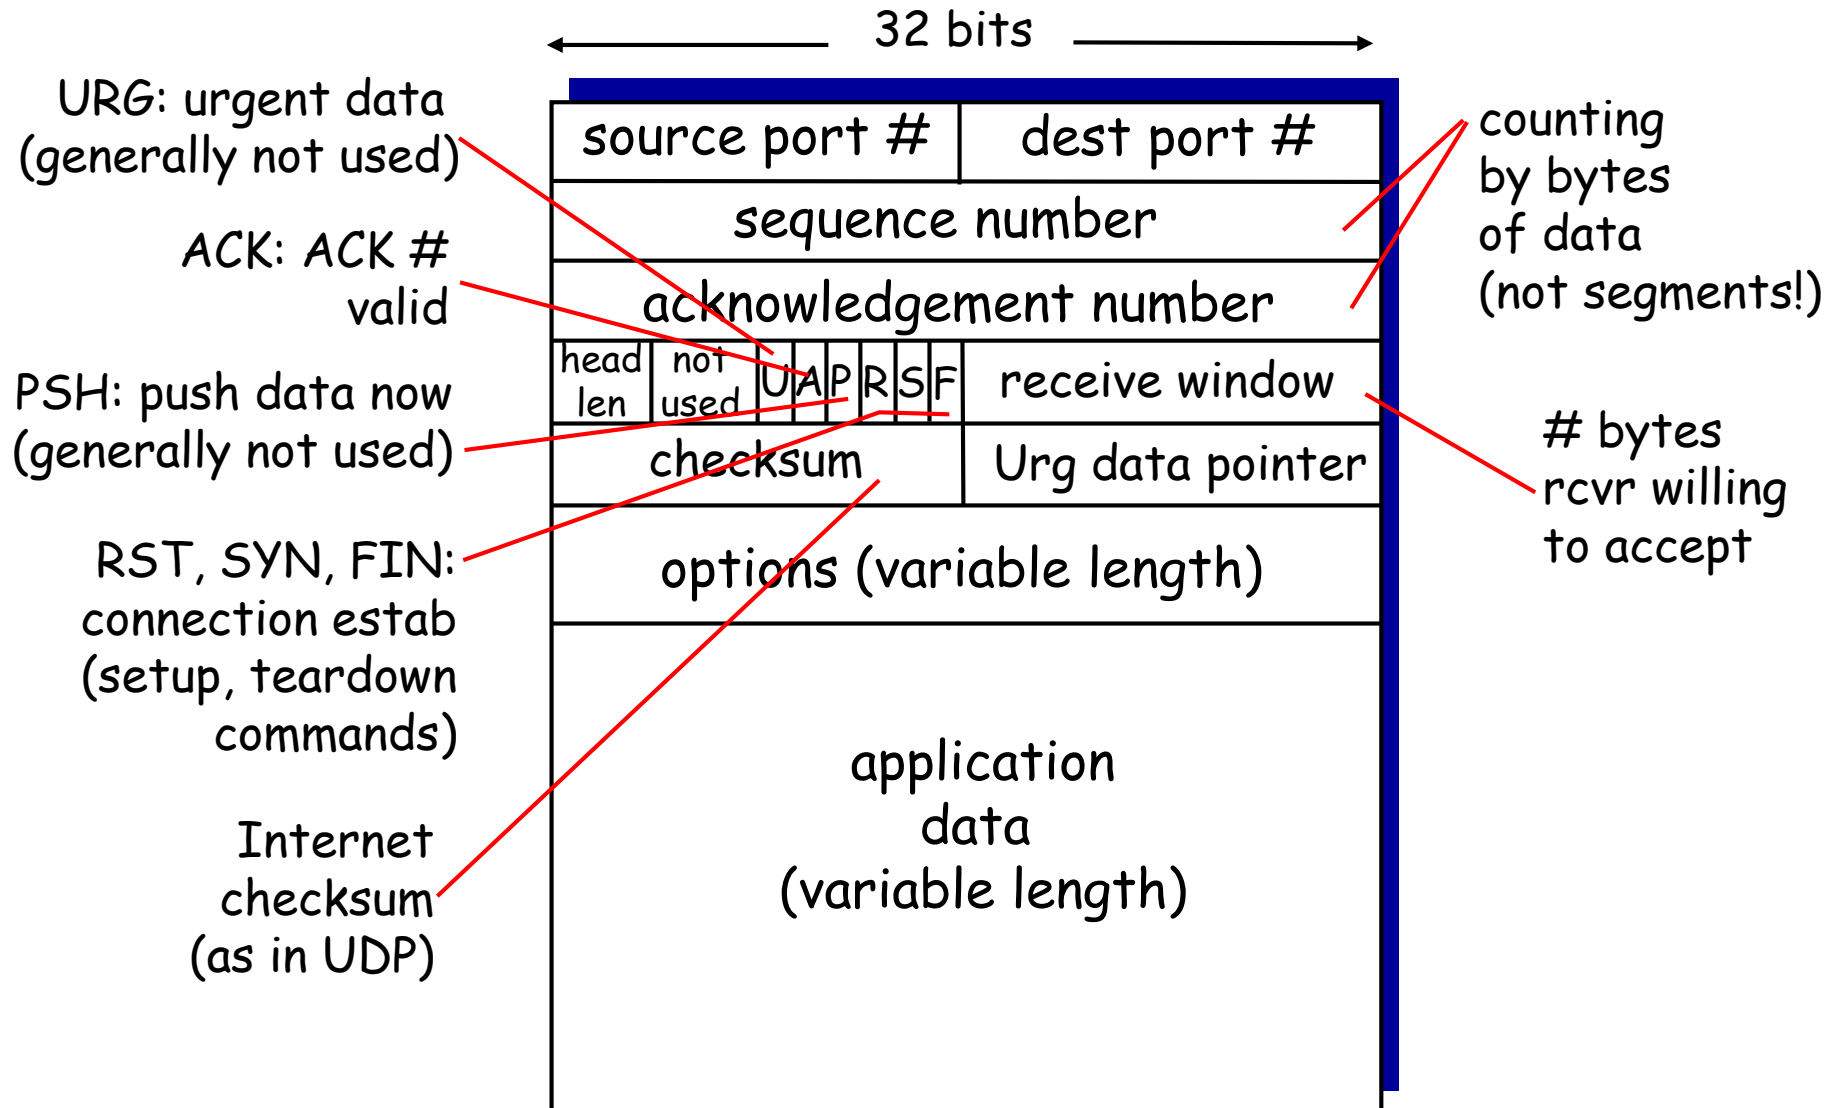 32 bits
URG: urgent data
(generally not used)
ACK: ACK #
valid
PSH: push data now
(generally not used)
RST, SYN, FIN:
connection estab
(setup, teardown
commands)
Internet
checksum
(as in UDP)
source port #
dest port #
sequence number
acknowledgement number
head
len
not
used
U
A
P
R
S
F
receive window
checksum
Urg data pointer
options (variable length)
application
data
(variable length)
counting
by bytes
of data
(not segments!)
# bytes
rcvr willing
to accept